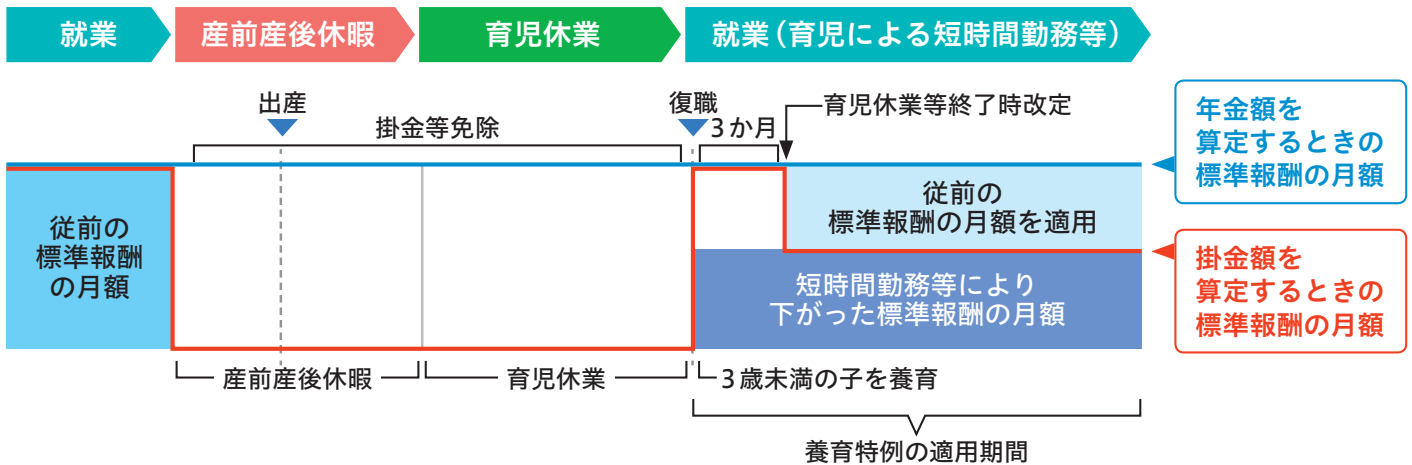 就業
産前産後休暇
育児休業
就業（育児による短時間勤務等）
出産
掛金等免除
復職
3か月
育児休業等終了時改定
年金額を
算定するときの
標準報酬の月額
従前の
標準報酬
の月額
従前の
標準報酬の月額を適用
短時間勤務等により
下がった標準報酬の月額
掛金額を
算定するときの
標準報酬の月額
産前産後休暇
育児休業
3歳未満の子を養育
養育特例の適用期間